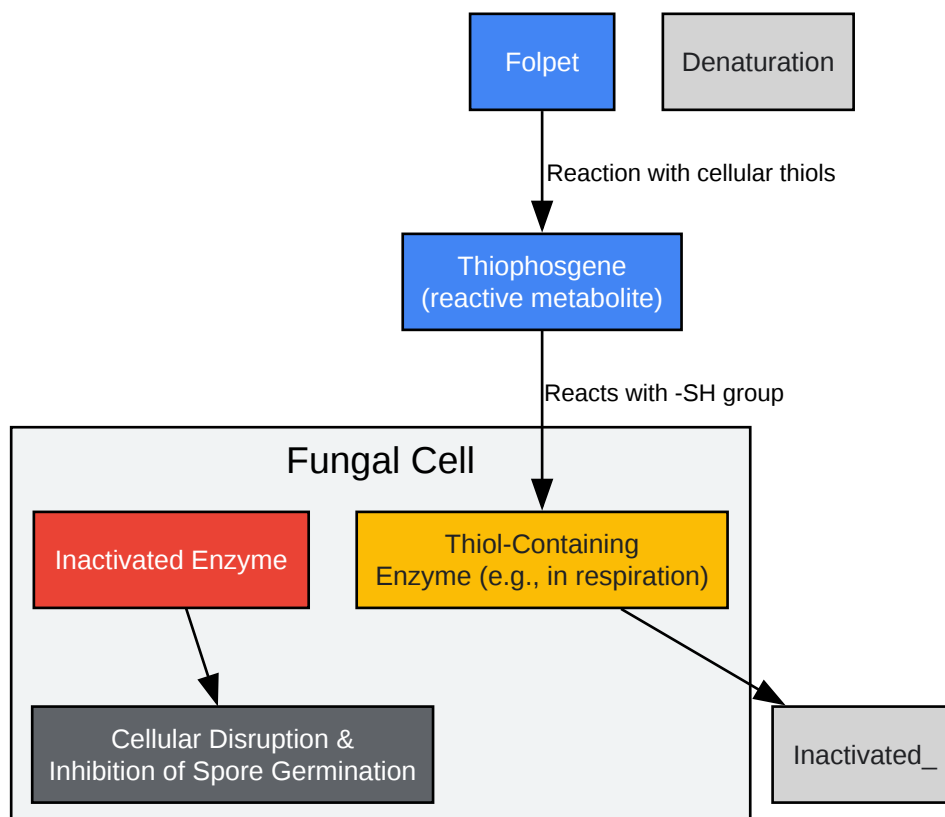 Folpet
Denaturation
Reaction with cellular thiols
Thiophosgene
(reactive metabolite)
Reacts with -SH group
Fungal Cell
Inactivated Enzyme
Thiol-Containing
Enzyme (e.g., in respiration)
Cellular Disruption &
Inhibition of Spore Germination
Inactivated_